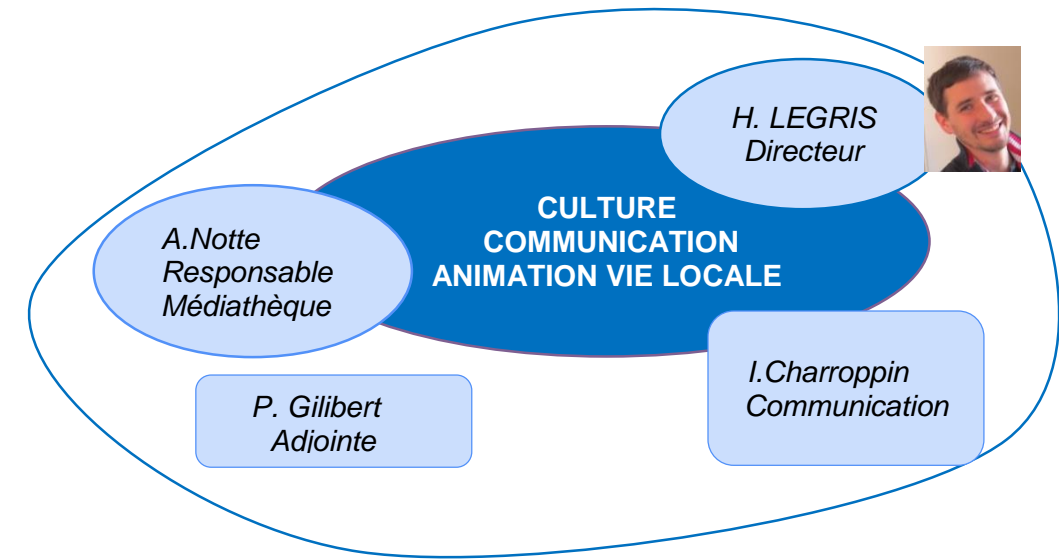 H. LEGRIS
Directeur
CULTURE
COMMUNICATION
ANIMATION VIE LOCALE
A.Notte
Responsable
Médiathèque
I.Charroppin
Communication
P. Gilibert
Adjointe